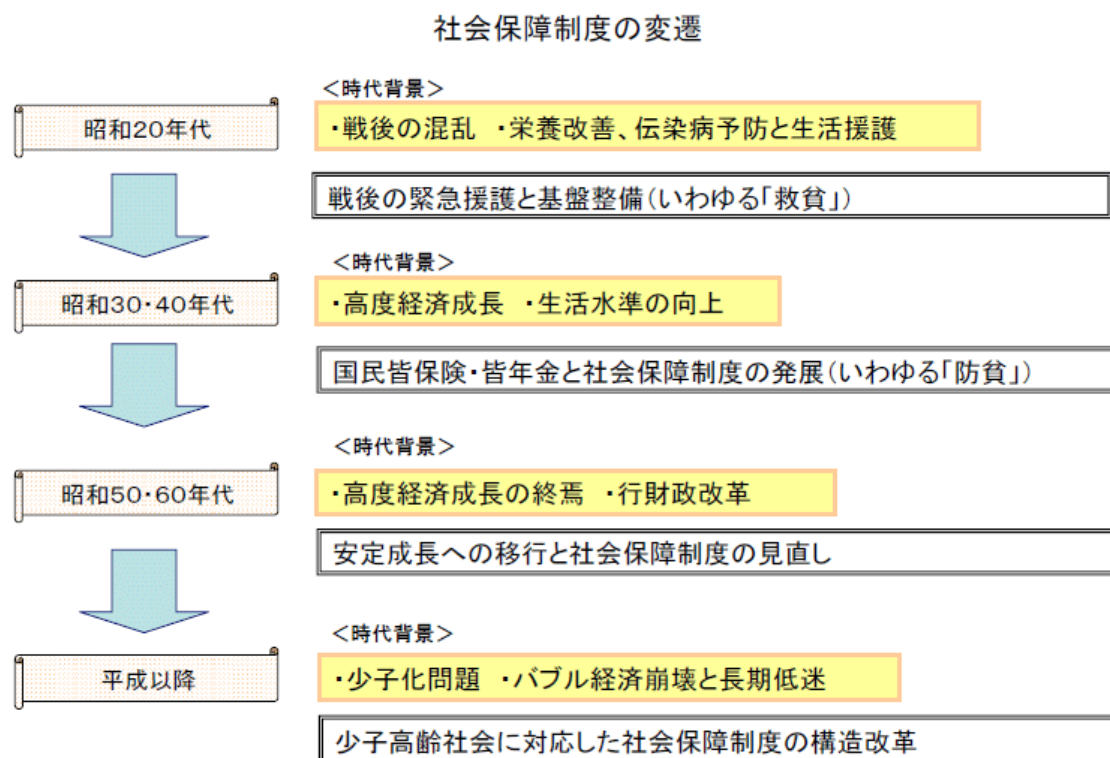 社会保障制度の変遷
＜時代背景＞
昭和20年代
・戦後の混乱 ・栄養改善、伝染病予防と生活援護
戦後の緊急援護と基盤整備(いわゆる「救貧」)
＜時代背景＞
昭和30・40年代
・高度経済成長 ・生活水準の向上
国民皆保険・皆年金と社会保障制度の発展(いわゆる「防貧」)
＜時代背景＞
昭和50・60年代
・高度経済成長の終焉 ・行財政改革
安定成長への移行と社会保障制度の見直し
＜時代背景＞
平成以降
・少子化問題 ・バブル経済崩壊と長期低迷
少子高齢社会に対応した社会保障制度の構造改革